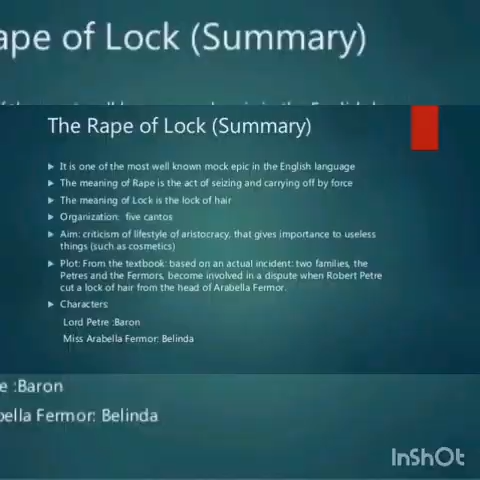 ape of Lock (Summary)
The Rape of Lock (Summary)
It is one of the most well known mock epic in the English language
The meaning of Rape is the act of seizing and carrying off by force
The meaning of Lock is the lock of hair
Organization: five cantos
Aim: criticism of lifestyle of aristocracy, that gives importance to useless
things (such as cosmetics)
Plot: From the textbook: based on an actual incident: two families, the
Petres and the Fermors, become involved in a dispute when Robert Petre
cut a lock of hair from the head of Arabella Fermor.
Characters:
Lord Petre :Baron
Miss Arabella Fermor: Belinda
e :Baron
bella Fermor: Belinda
InShOt